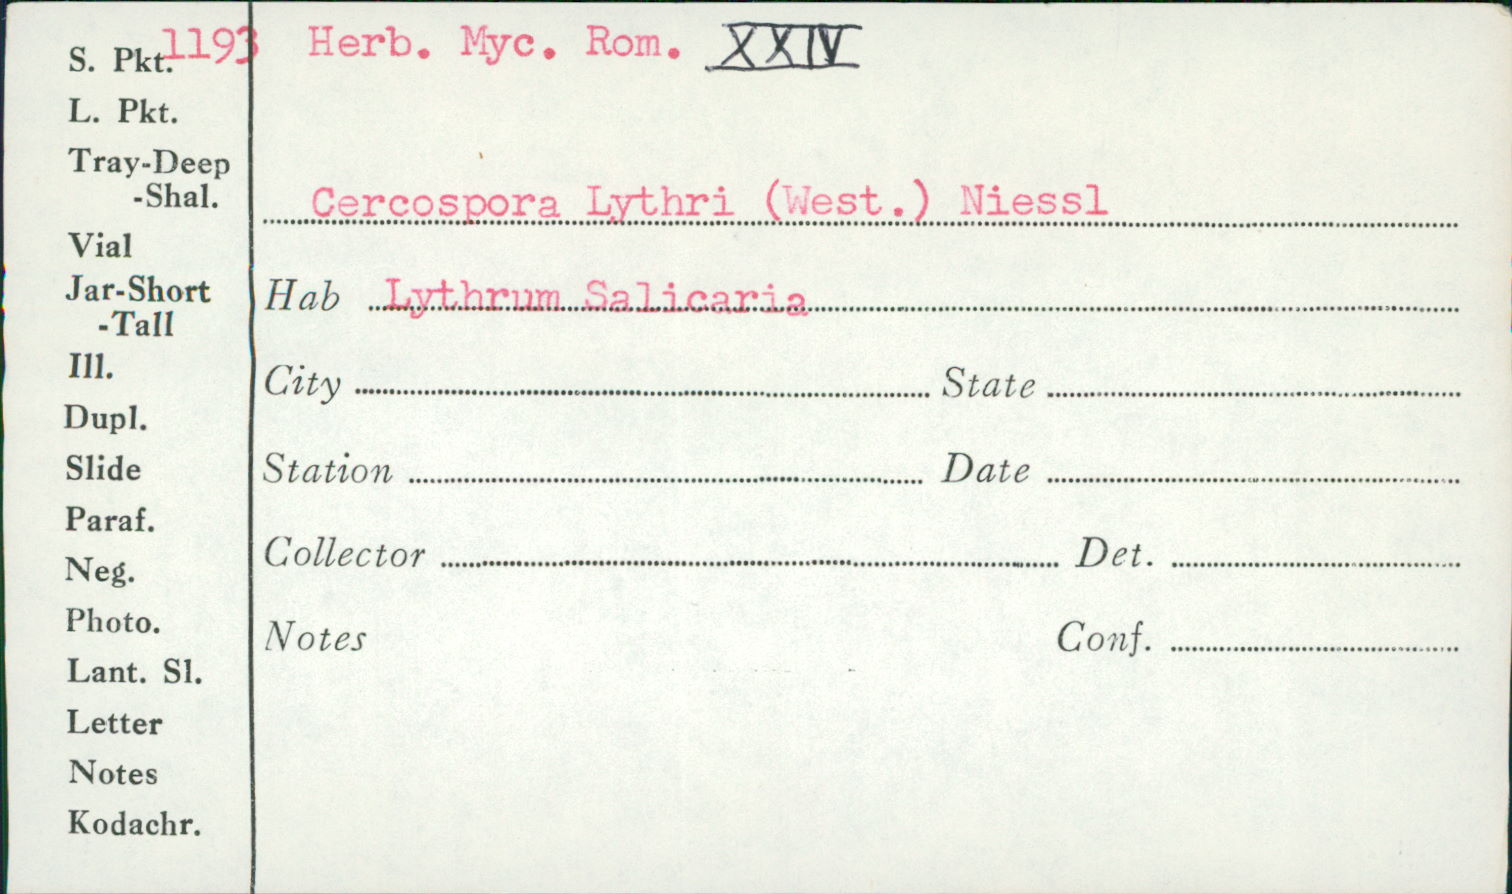 S. Pkt. 1193 Herb. Myc. Rom. XXIV
L. Pkt.
Tray-Deep
-Shal.
Cercospora Lythri (West.) Niessl
Vial
Jar-Short
-Tall
Hab Lythrum Salicaria
Ill.
City State
Dupl.
Slide
Station Date
Paraf.
Neg.
Collector Det.
Photo.
Notes Conf.
Lant. Sl.
Letter
Notes
Kodachr.